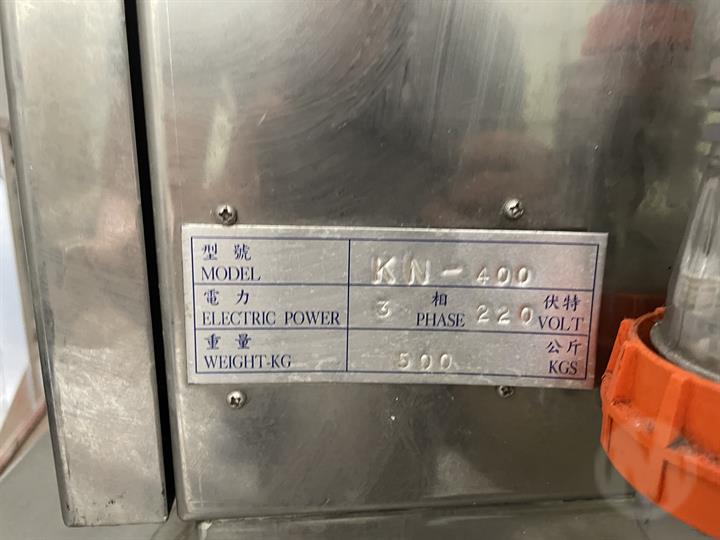 型號
MODEL KN-400
電力 相 伏特
ELECTRIC POWER 3 PHASE 220 VOLT
重量 公斤
WEIGHT-KG 500 KGS